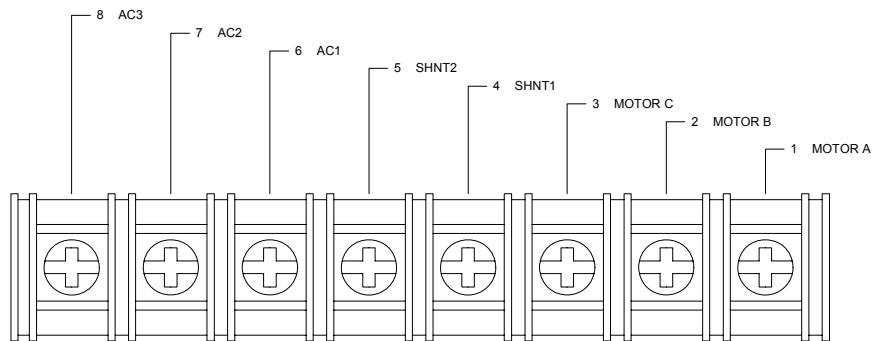 8 AC3
7 AC2
6 AC1
5 SHNT2
4 SHNT1
3 MOTOR C
2 MOTOR B
1 MOTOR A